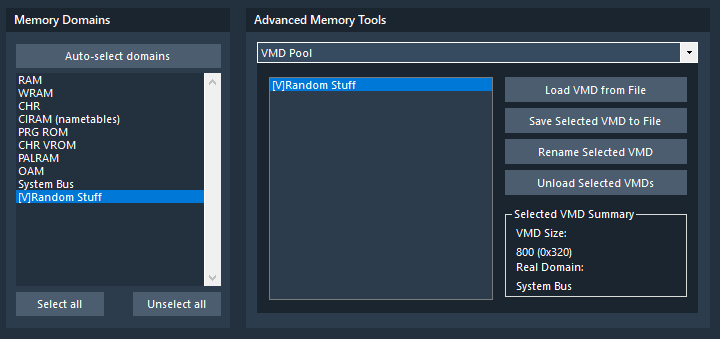 Memory Domains
Auto-select domains
RAM
WRAM
CHR
CIRAM (nametables)
PRG ROM
CHR VROM
PALRAM
OAM
System Bus
[V]Random Stuff
Select all
Unselect all
Advanced Memory Tools
VMD Pool
[V]Random Stuff
Load VMD from File
Save Selected VMD to File
Rename Selected VMD
Unload Selected VMDs
Selected VMD Summary
VMD Size:
800 (0x320)
Real Domain:
System Bus